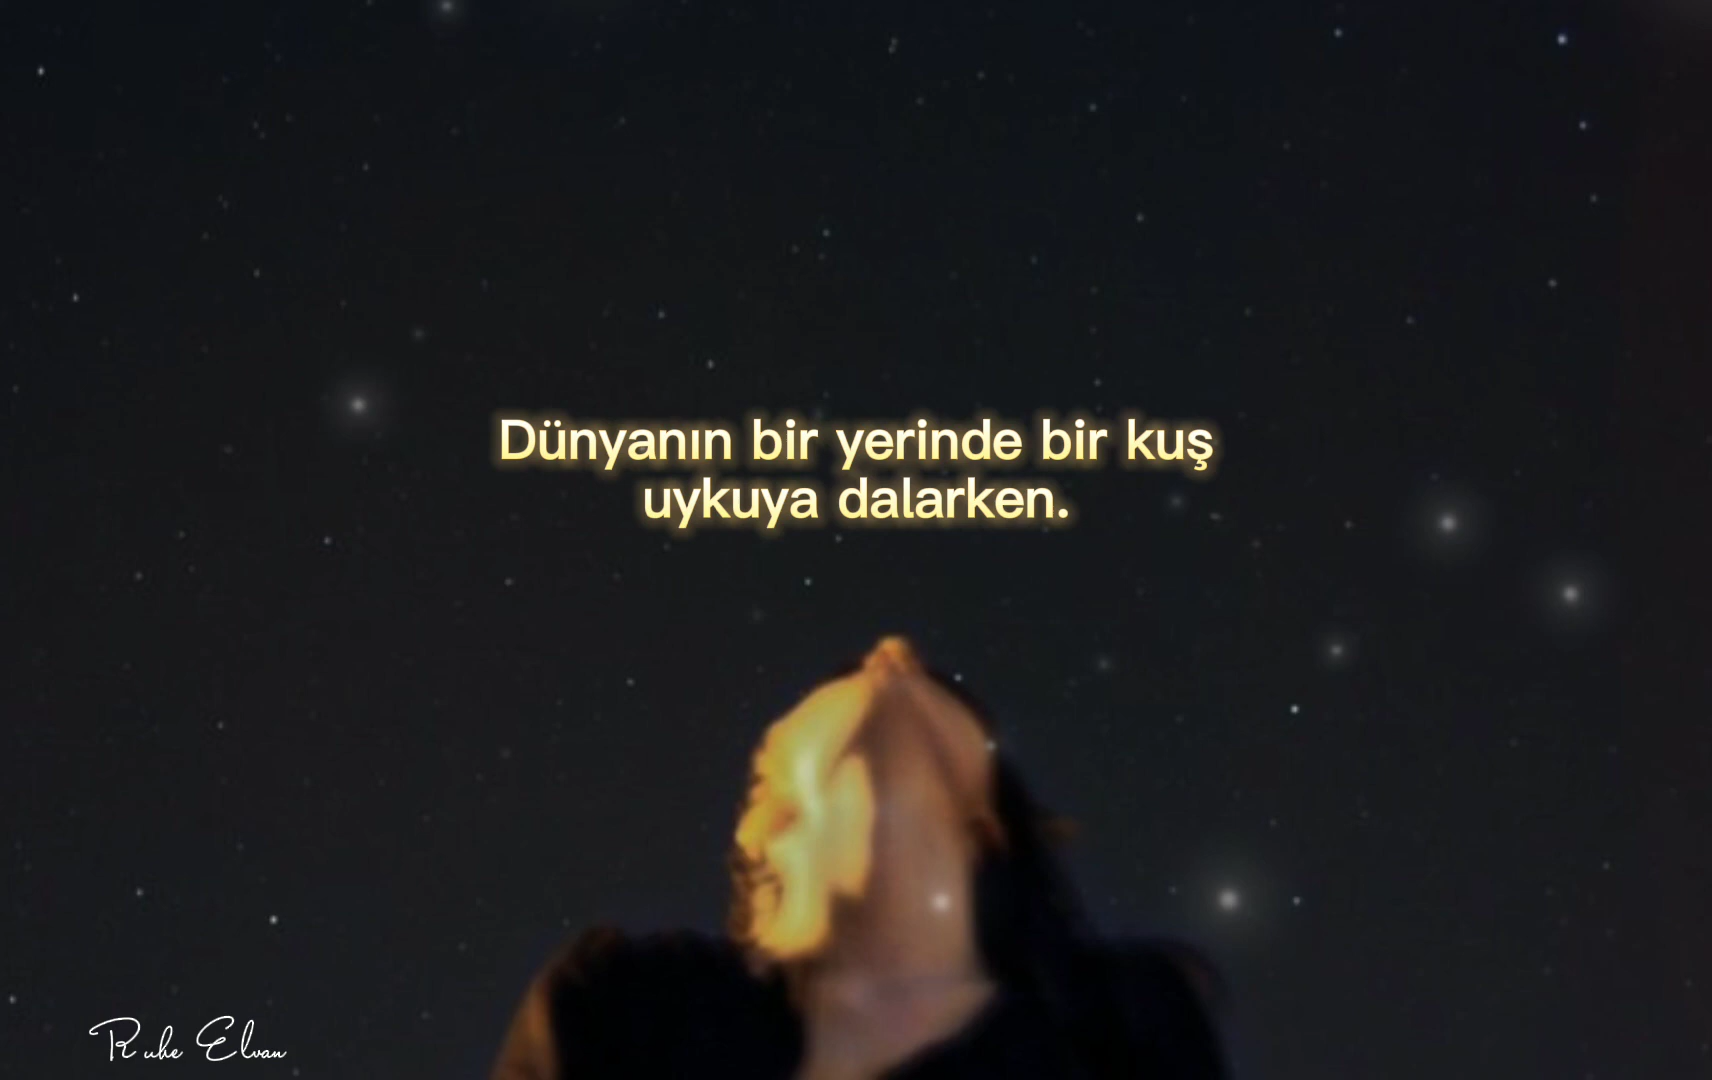 Dünyanın bir yerinde bir kuş
uykuya dalarken.
Ruhe Elvan